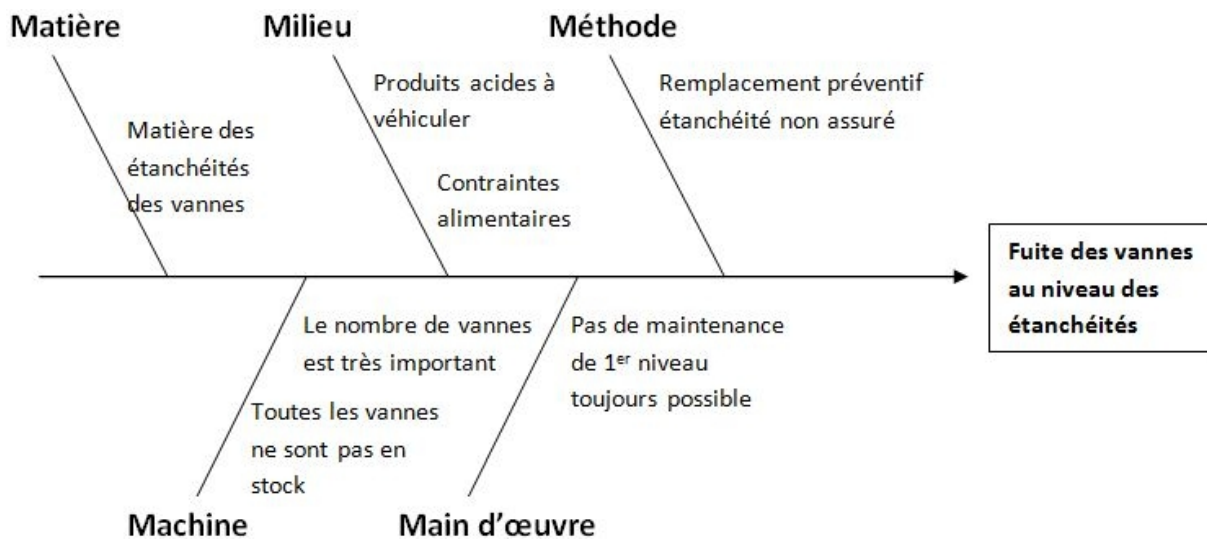 Matière
Milieu
Méthode
Matière des
étanchéités
des vannes
Produits acides à
véhiculer
Contraintes
alimentaires
Remplacement préventif
étanchéité non assuré
Fuite des vannes
au niveau des
étanchéités
Le nombre de vannes
est très important
Toutes les vannes
ne sont pas en
stock
Pas de maintenance
de 1er niveau
toujours possible
Machine
Main d’œuvre